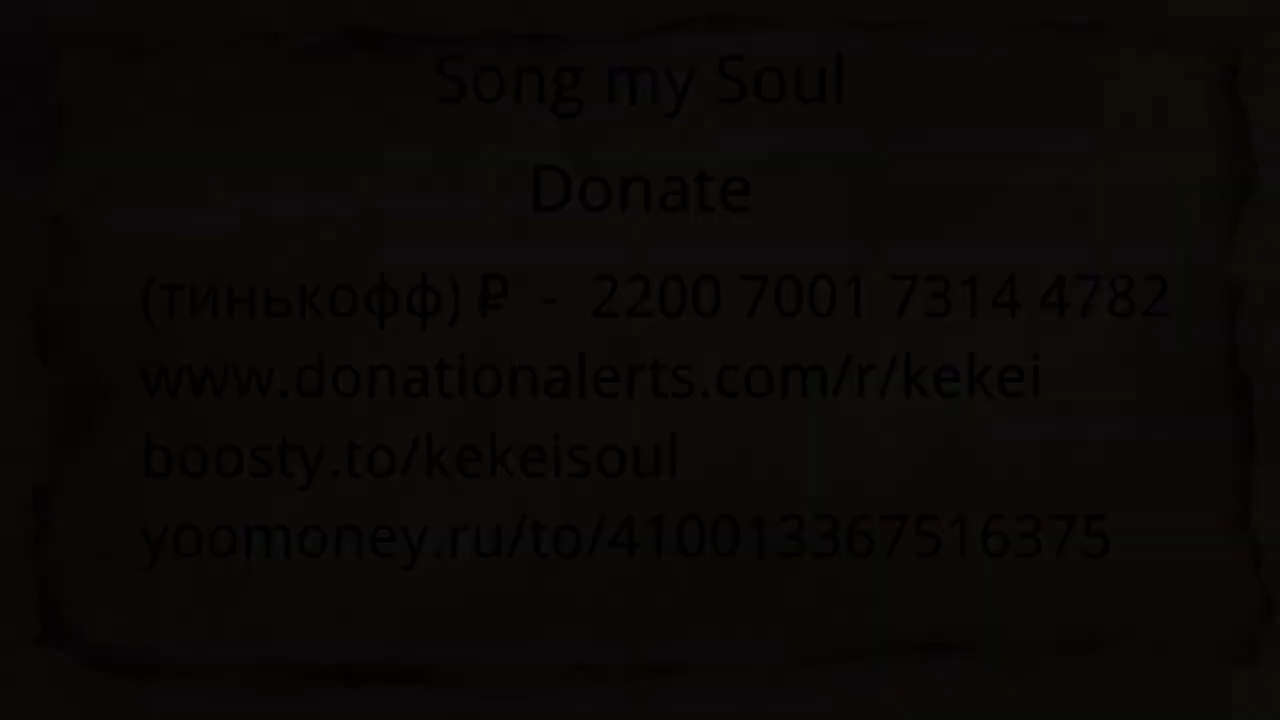 Song my Soul
Donate
(тинькофф) ₽ - 2200 7001 7314 4782
www.donationalerts.com/r/kekei
boosty.to/kekeisoul
yoomoney.ru/to/410013367516375